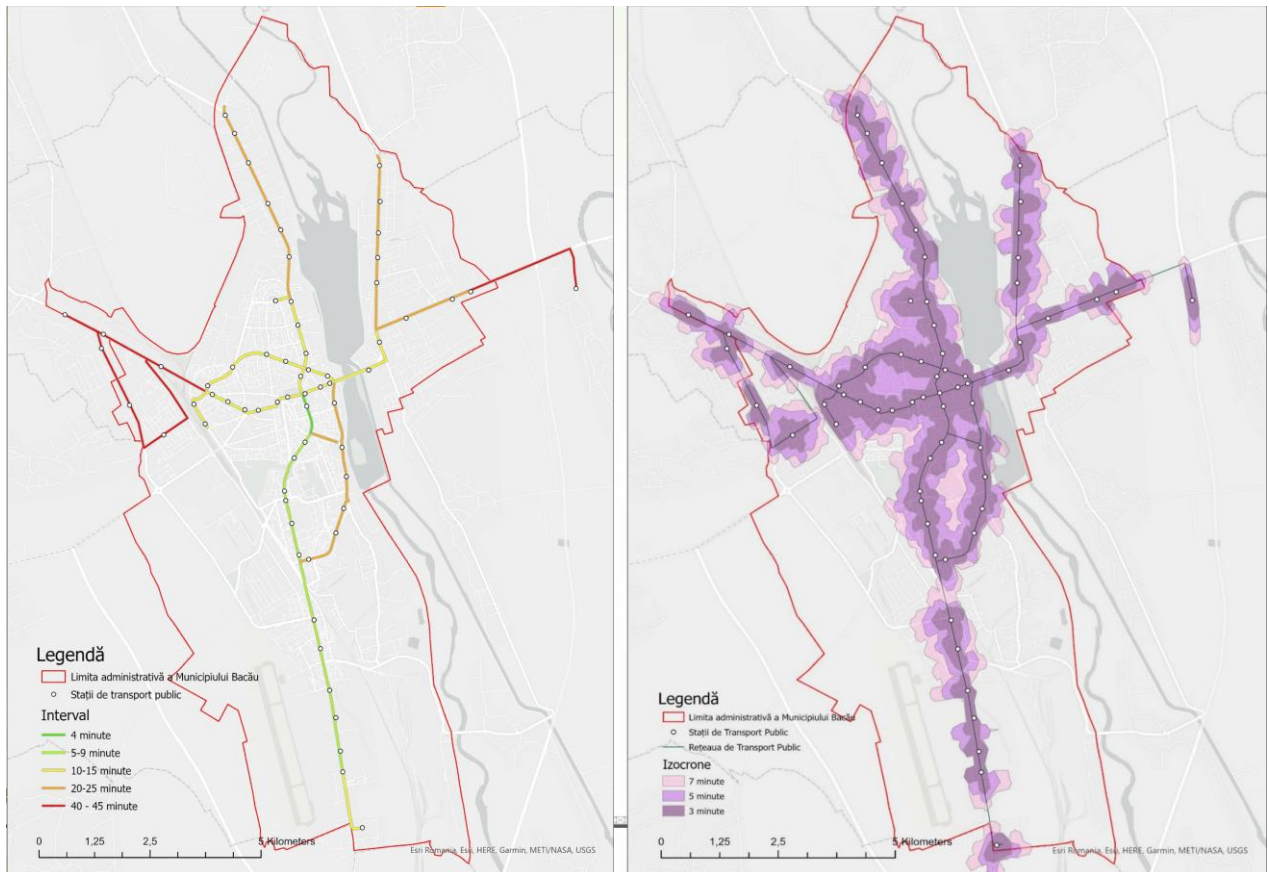 Legendă
Limita administrativă a Municipiului Bacău
Stații de transport public
Interval
4 minute
5-9 minute
10-15 minute
20-25 minute
40 - 45 minute
0 1,25 2,5 5 Kilometers
Esri Romania, Esri, HERE, Garmin, METI/NASA, USGS
Legendă
Limita administrativă a Municipiului Bacău
Stații de Transport Public
Rețeaua de Transport Public
Izocrone
7 minute
5 minute
3 minute
0 1,25 2,5 5 Kilometers
Esri Romania, Esri, HERE, Garmin, METI/NASA, USGS